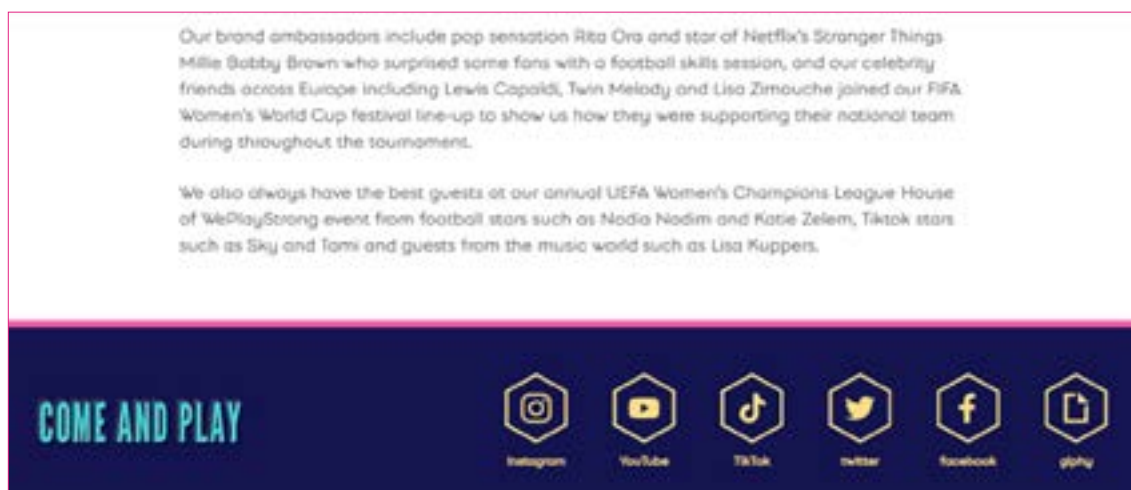 Our brand ambassadors include pop sensation Rita Ora and star of Netflix's Stranger Things
Millie Bobby Brown who surprised some fans with a football skills session, and our celebrity
friends across Europe including Lewis Capaldi, Twin Melody and Lisa Zimouche joined our FIFA
Women's World Cup festival line-up to show us how they were supporting their national team
during throughout the tournament.
We also always have the best guests at our annual UEFA Women's Champions League House
of WePlayStrong event from football stars such as Nadia Nadim and Katie Zelem, Tiktok stars
such as Sky and Tami and guests from the music world such as Lisa Kuppers.
COME AND PLAY
Instagram YouTube TikTok twitter facebook giphy